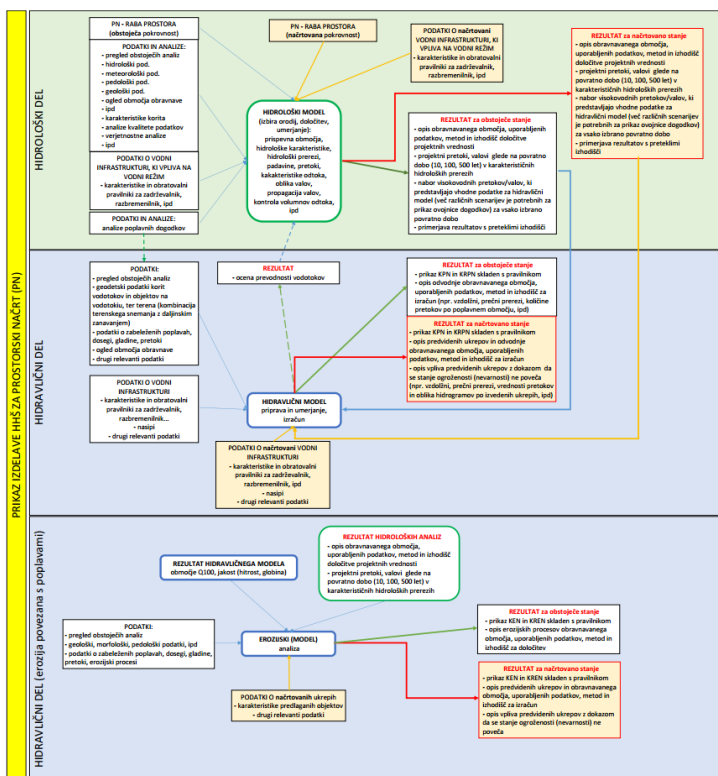 PRIKAZ IZDELAVE HHŠ ZA PROSTORSKI NAČRT (PN)
HIDROLOŠKI DEL
PN - RABA PROSTORA
(obstoječa pokrovnost)
PODATKI IN ANALIZE:
- pregled obstoječih analiz
- hidrološki pod.
- meteorološki pod.
- pedološki pod.
- geološki pod.
- ogled območja obravnave
- ipd
- karakteristike korita
- analize kvalitete podatkov
- verjetnostne analize
- ipd
PODATKI O VODNI
INFRASTRUKTURI, KI VPLIVA NA
VODNI REŽIM
- karakteristike in obratovalni
pravilniki za zadrževalnik,
razbremenilnik, ipd
PODATKI IN ANALIZE:
analize poplavnih dogodkov
PN - RABA PROSTORA
(načrtovana pokrovnost)
PODATKI O načrtovani
VODNI INFRASTRUKTURI, KI
VPLIVA NA VODNI REŽIM
- karakteristike in obratovalni
pravilniki za zadrževalnik,
razbremenilnik, ipd
HIDROLOŠKI MODEL
(izbira orodij, določitev,
umerjanje):
prispevna območja,
hidrološke karakteristike,
hidrološki prerezi,
padavine, pretoki,
kakakteristike odtoka,
oblika valov,
propagacija valov,
kontrola volumnov odtoka,
ipd
REZULTAT za obstoječe stanje
- opis obravnavanega območja,
uporabljenih podatkov, metod in izhodišč določitve
projektnih vrednosti
- projektni pretoki, valovi glede na povratno dobo
(10, 100, 500 let) v karakterističnih
hidroloških prerezih
- nabor visokovodnih pretokov/valov, ki
predstavljajo vhodne podatke za hidravlični
model (več različnih scenarijev je potrebnih za
prikaz ovojnice dogodkov) za vsako izbrano
povratno dobo
- primerjava rezultatov s preteklimi izhodišči
REZULTAT za načrtovano stanje
- opis obravnavanega območja,
uporabljenih podatkov, metod in izhodišč
določitve projektnih vrednosti
- projektni pretoki, valovi glede na
povratno dobo (10, 100, 500 let) v
karakterističnih hidroloških prerezih
- nabor visokovodnih pretokov/valov, ki
predstavljajo vhodne podatke za
hidravlični model (več različnih scenarijev
je potrebnih za prikaz ovojnice dogodkov)
za vsako izbrano povratno dobo
- primerjava rezultatov s preteklimi
izhodišči
HIDRAVLIČNI DEL
PODATKI:
- pregled obstoječih analiz
- geodetski podatki korit
vodotokov in objektov na
vodotokiu, ter terena (kombinacija
terenskega snemanja z daljinskim
zanavanjem)
- podatki o zabeleženih poplavah,
dosegi, gladine, pretoki
- ogled območja obravnave
- drugi relevanti podatki
PODATKI O VODNI
INFRASTRUKTURI
- karakteristike in obratovalni
pravilniki za zadrževalnik,
razbremenilnik...
- nasipi
- drugi relevanti podatki
REZULTAT
- ocena prevodnosti vodotokov
HIDRAVLIČNI MODEL
priprava in umerjanje,
izračun
PODATKI O načrtovani VODNI
INFRASTRUKTURI
- karakteristike in obratovalni
pravilniki za zadrževalnik,
razbremenilnik, ipd
- nasipi
- drugi relevanti podatki
REZULTAT za obstoječe stanje
- prikaz KPN in KRPN skladen s pravilnikom
- opis odvodnje obravnavanega območja,
uporabljenih podatkov, metod in izhodišč za
izračun (npr. vzdolžni, prečni prerezi, količine
pretokov po poplavnem območju, ipd)
REZULTAT za načrtovano stanje
- prikaz KPN in KRPN skladen s pravilnikom
- opis predvidenih ukrepov in odvodnje
obravnavanega območja, uporabljenih
podatkov, metod in izhodišč za izračun
- opis vpliva predvidenih ukrepov z dokazom da
se stanje ogroženosti (nevarnosti) ne poveča
(npr. vzdolžni, prečni prerezi, vrednosti pretokov
in oblika hidrogramov po izvedenih ukrepih, ipd)
HIDRAVLIČNI DEL (erozija povezana s poplavami)
REZULTAT HIDRAVLIČNEGA MODELA
območje Q100, jakost (hitrost, globina)
REZULTAT HIDROLOŠKIH ANALIZ
- opis obravnavanega območja,
uporabljenih podatkov, metod in izhodišč
določitve projektnih vrednosti
- projektni pretoki, valovi glede na
povratno dobo (10, 100, 500 let) v
karakterističnih hidroloških prerezih
PODATKI:
- pregled obstoječih analiz
- geološki, morfološki, pedološki podatki, ipd
- podatki o zabeleženih poplavah, dosegi, gladine,
pretoki, erozijski procesi
EROZIJSKI (MODEL)
analiza
PODATKI O načrtovanih ukrepih
- karakteristike predlaganih objektov
- drugi relevanti podatki
REZULTAT za obstoječe stanje
- prikaz KEN in KREN skladen s pravilnikom
- opis erozijskih procesov obravnavanega
območja, uporabljenih podatkov, metod in
izhodišč za določitev
REZULTAT za načrtovano stanje
- prikaz KEN in KREN skladen s pravilnikom
- opis predvidenih ukrepov in obravnavanega
območja, uporabljenih podatkov, metod in
izhodišč za izračun
- opis vpliva predvidenih ukrepov z dokazom
da se stanje ogroženosti (nevarnosti) ne
poveča